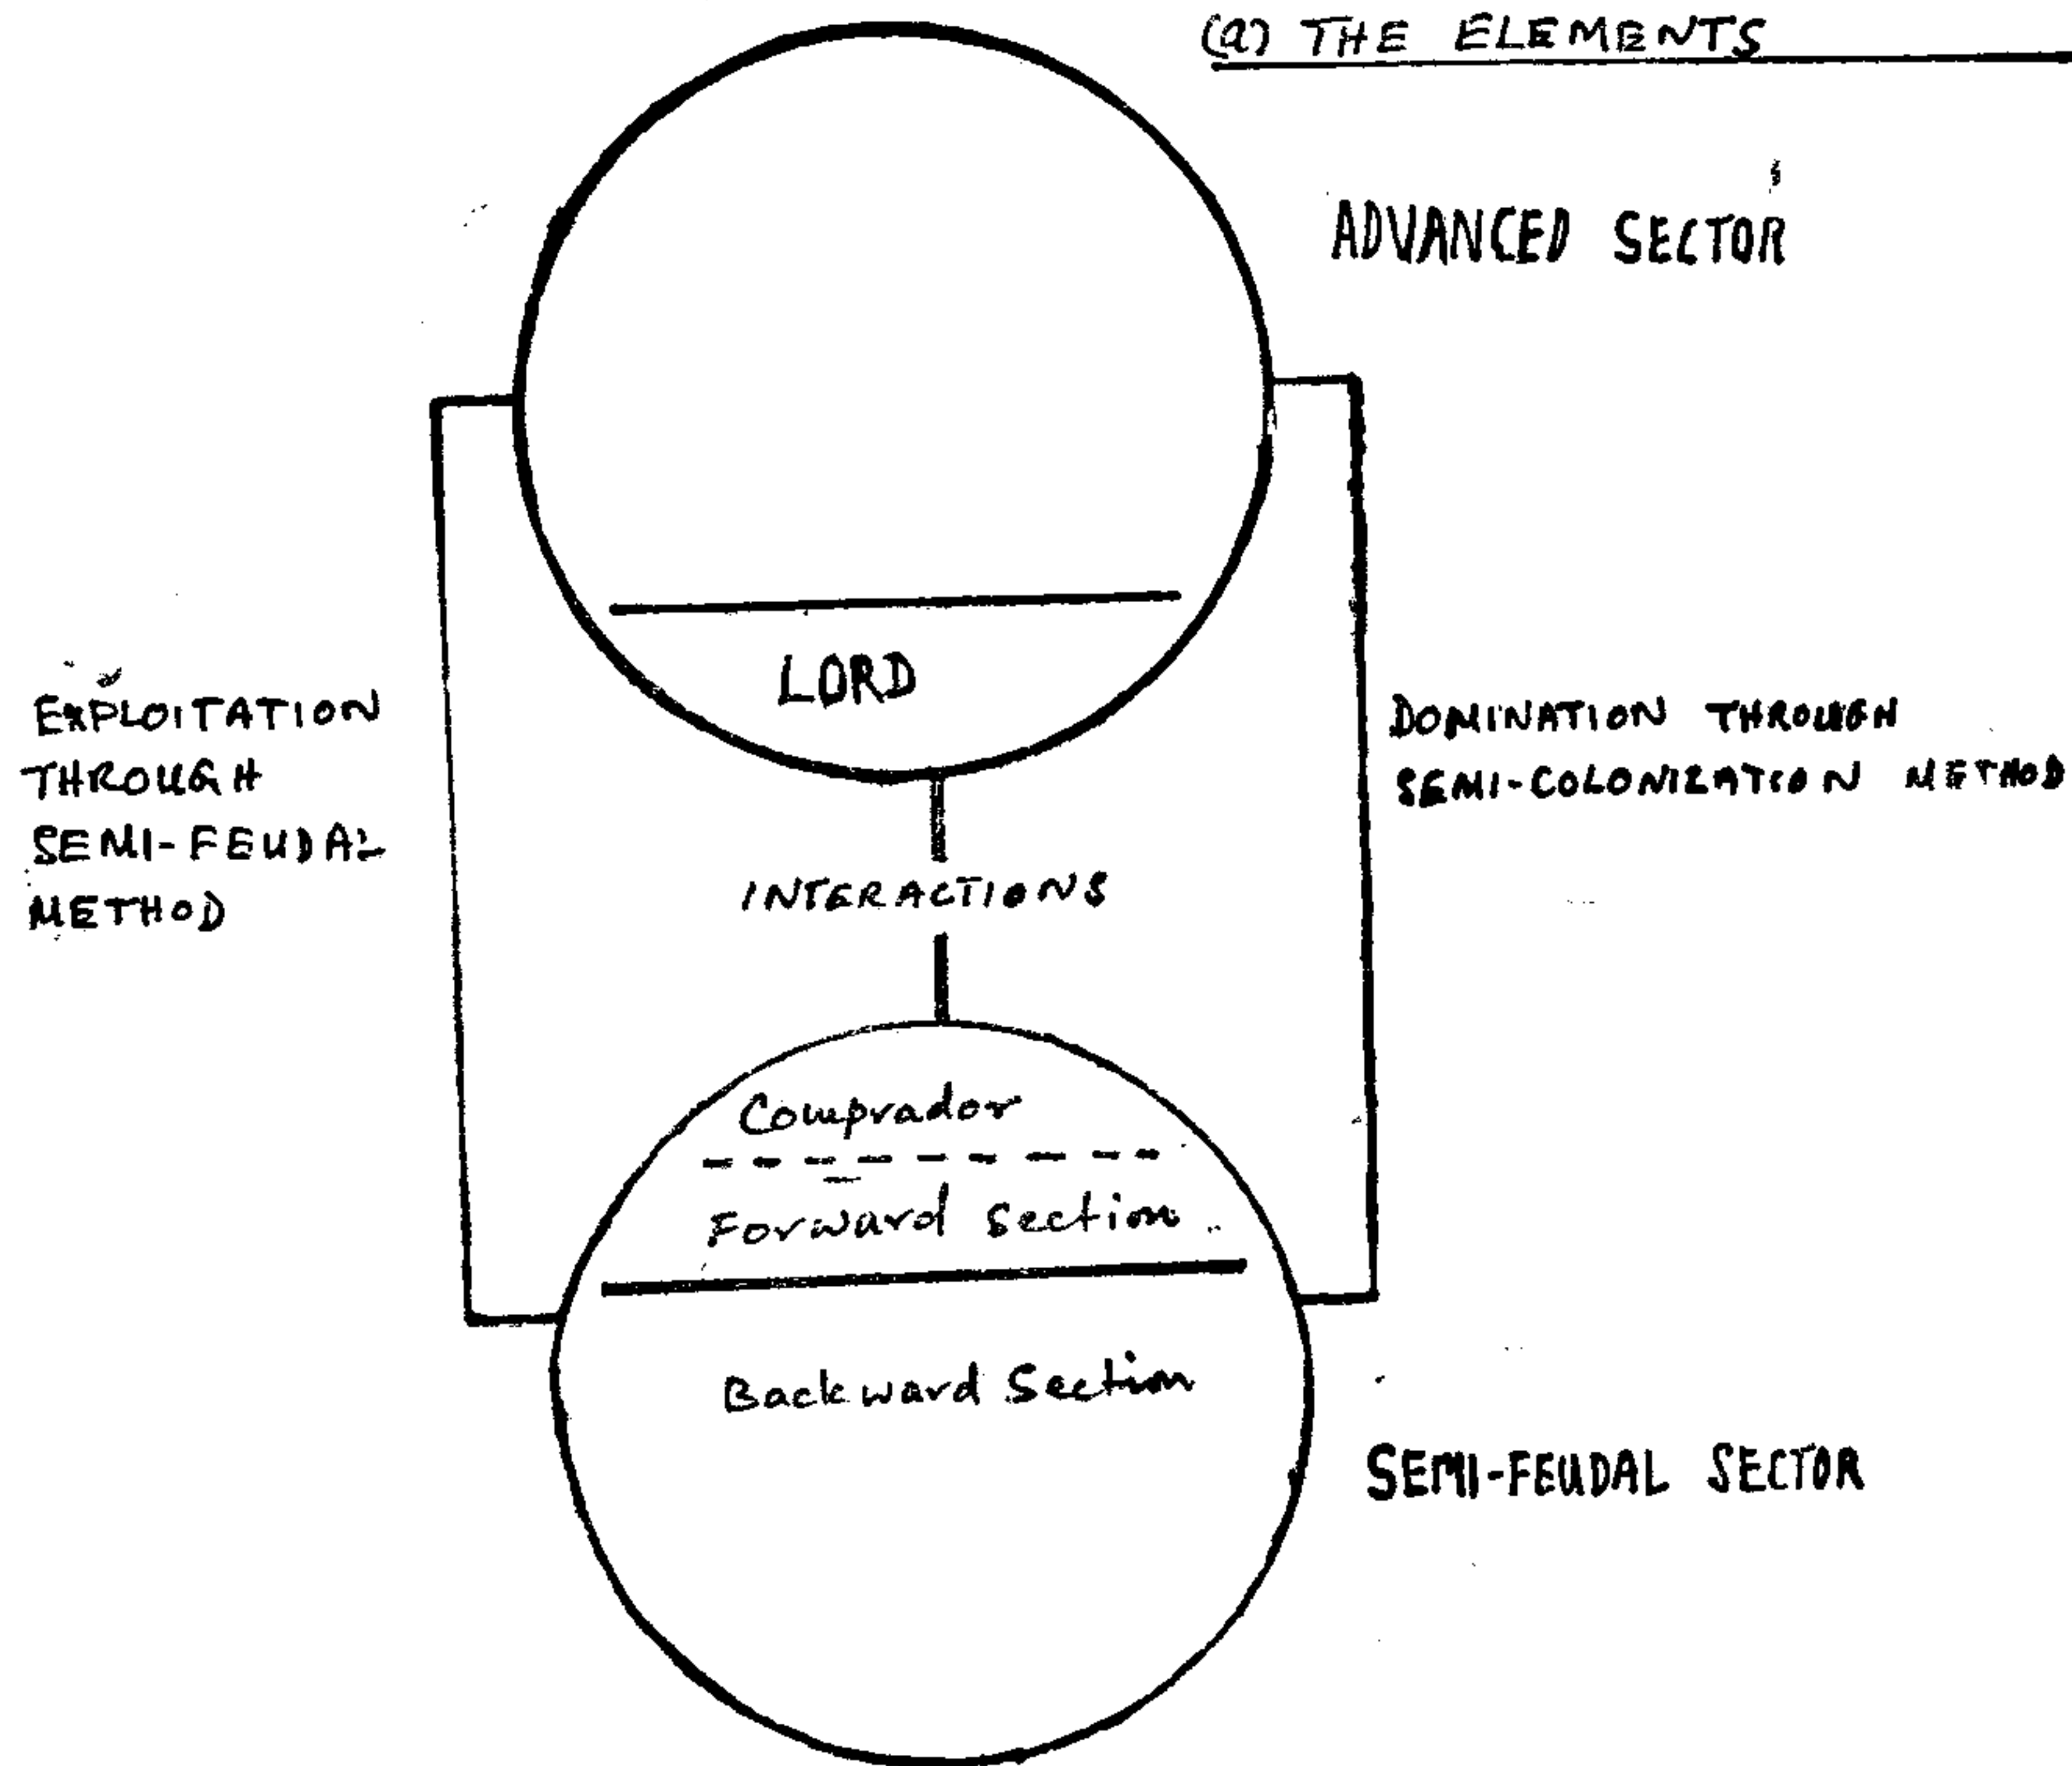 (a) THE ELEMENTS
ADVANCED SECTOR
LORD
EXPLOITATION
THROUGH
SEMI-FEUDAL
METHOD
DOMINATION THROUGH
SEMI-COLONIZATION METHOD
INTERACTIONS
Comprador
Forward Section
Backward Section
SEMI-FEUDAL SECTOR